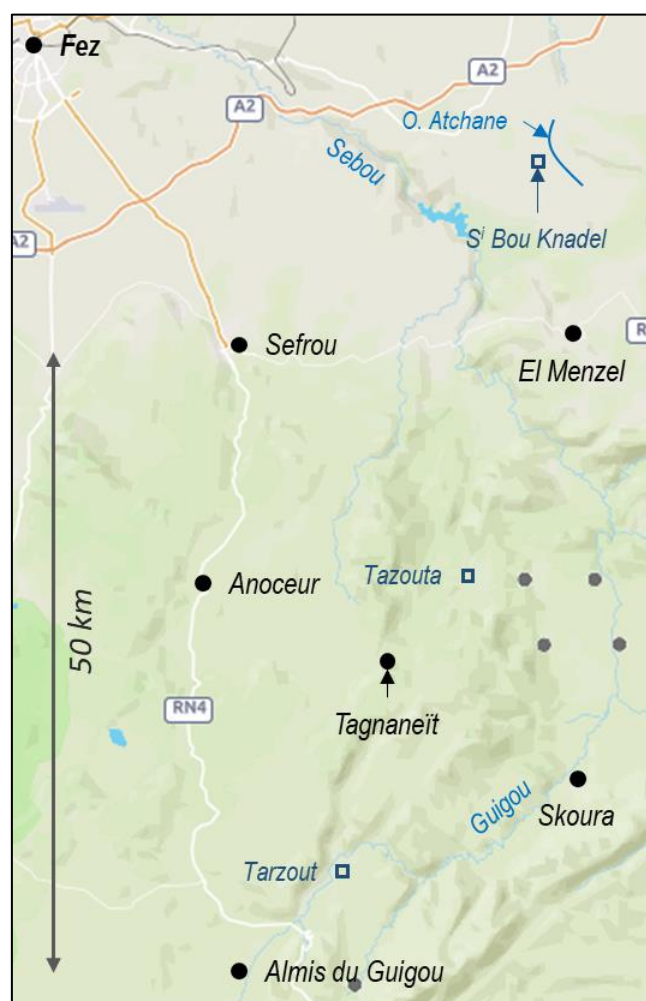 Fez
A2
A2
O. Atchane
Sebou
Sⁱ Bou Knadel
A2
Sefrou
R
El Menzel
Tazouta
Anoceur
50 km
RN4
Tagnaneït
Guigou
Skoura
Tarzout
Almis du Guigou